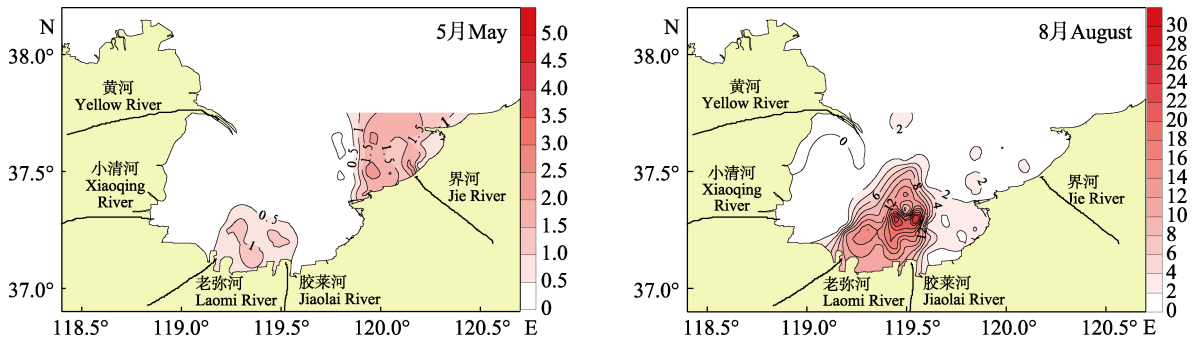 N
5月May
38.0°
37.5°
37.0°
黄河
Yellow River
小清河
Xiaoqing
River
界河
Jie River
老弥河
Laomi River
胶莱河
Jiaolai River
0.5
1
0.5
1
118.5°
119.0°
119.5°
120.0°
120.5°
E
5.0
4.5
4.0
3.5
3.0
2.5
2.0
1.5
1.0
0.5
0
N
8月August
38.0°
37.5°
37.0°
黄河
Yellow River
小清河
Xiaoqing
River
界河
Jie River
老弥河
Laomi River
胶莱河
Jiaolai River
2
0
2
6
8
2
4
12
118.5°
119.0°
119.5°
120.0°
120.5°
E
30
28
26
24
22
20
18
16
14
12
10
8
6
4
2
0